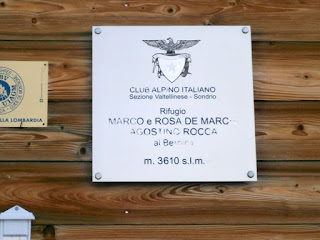 CLUB ALPINO ITALIANO
Sezione Valtellinese - Sondrio
Rifugio
MARCO e ROSA DE MARCHI
AGOSTINO ROCCA
al Bernina
m. 3610 s.l.m.
LLA LOMBARDIA